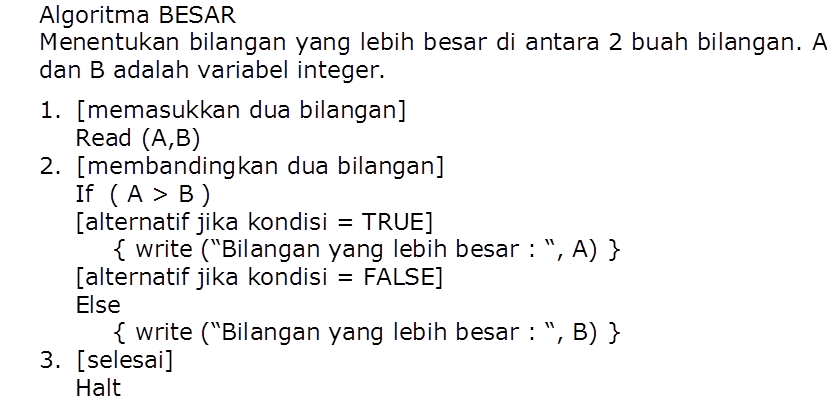 Algoritma BESAR
Menentukan bilangan yang lebih besar di antara 2 buah bilangan. A
dan B adalah variabel integer.
1. [memasukkan dua bilangan]
Read (A,B)
2. [membandingkan dua bilangan]
If ( A > B )
[alternatif jika kondisi = TRUE]
{ write (“Bilangan yang lebih besar : “, A) }
[alternatif jika kondisi = FALSE]
Else
{ write (“Bilangan yang lebih besar : “, B) }
3. [selesai]
Halt